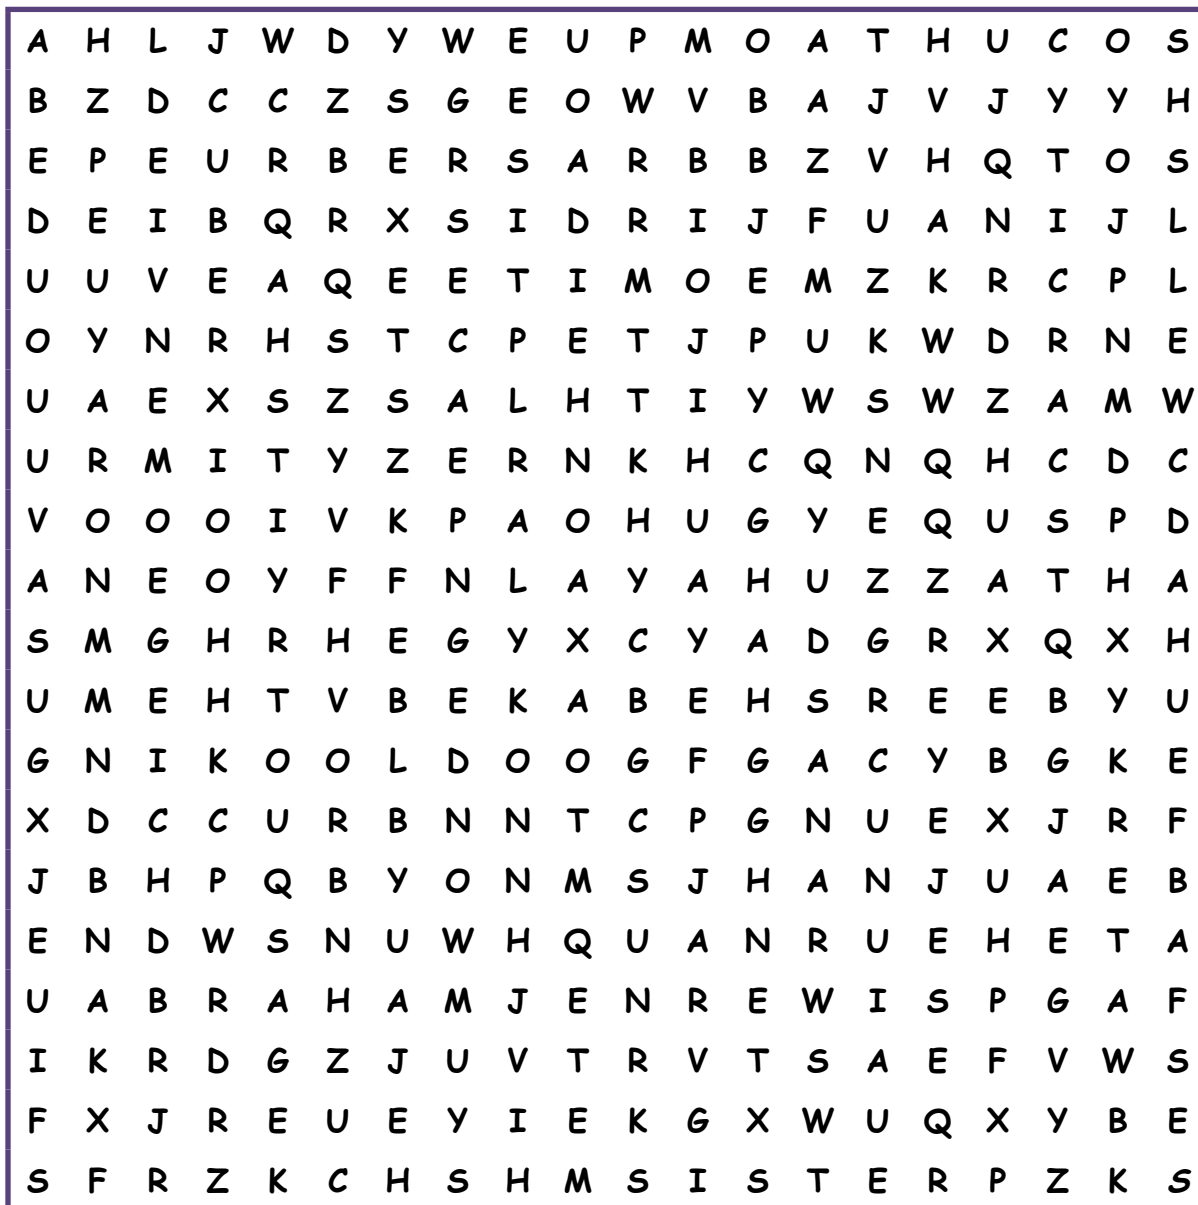 A H L J W D Y W E U P M O A T H U C O S
B Z D C C Z S G E O W V B A J V J Y Y H
E P E U R B E R S A R B B Z V H Q T O S
D E I B Q R X S I D R I J F U A N I J L
U U V E A Q E E T I M O E M Z K R C P L
O Y N R H S T C P E T J P U K W D R N E
U A E X S Z S A L H T I Y W S W Z A M W
U R M I T Y Z E R N K H C Q N Q H C D C
V O O O I V K P A O H U G Y E Q U S P D
A N E O Y F F N L A Y A H U Z Z A T H A
S M G H R H E G Y X C Y A D G R X Q X H
U M E H T V B E K A B E H S R E E B Y U
G N I K O O L D O O G F G A C Y B G K E
X D C C U R B N N T C P G N U E X J R F
J B H P Q B Y O N M S J H A N J U A E B
E N D W S N U W H Q U A N R U E H E T A
U A B R A H A M J E N R E W I S P G A F
I K R D G Z J U V T R V T S A E F V W S
F X J R E U E Y I E K G X W U Q X Y B E
S F R Z K C H S H M S I S T E R P Z K S